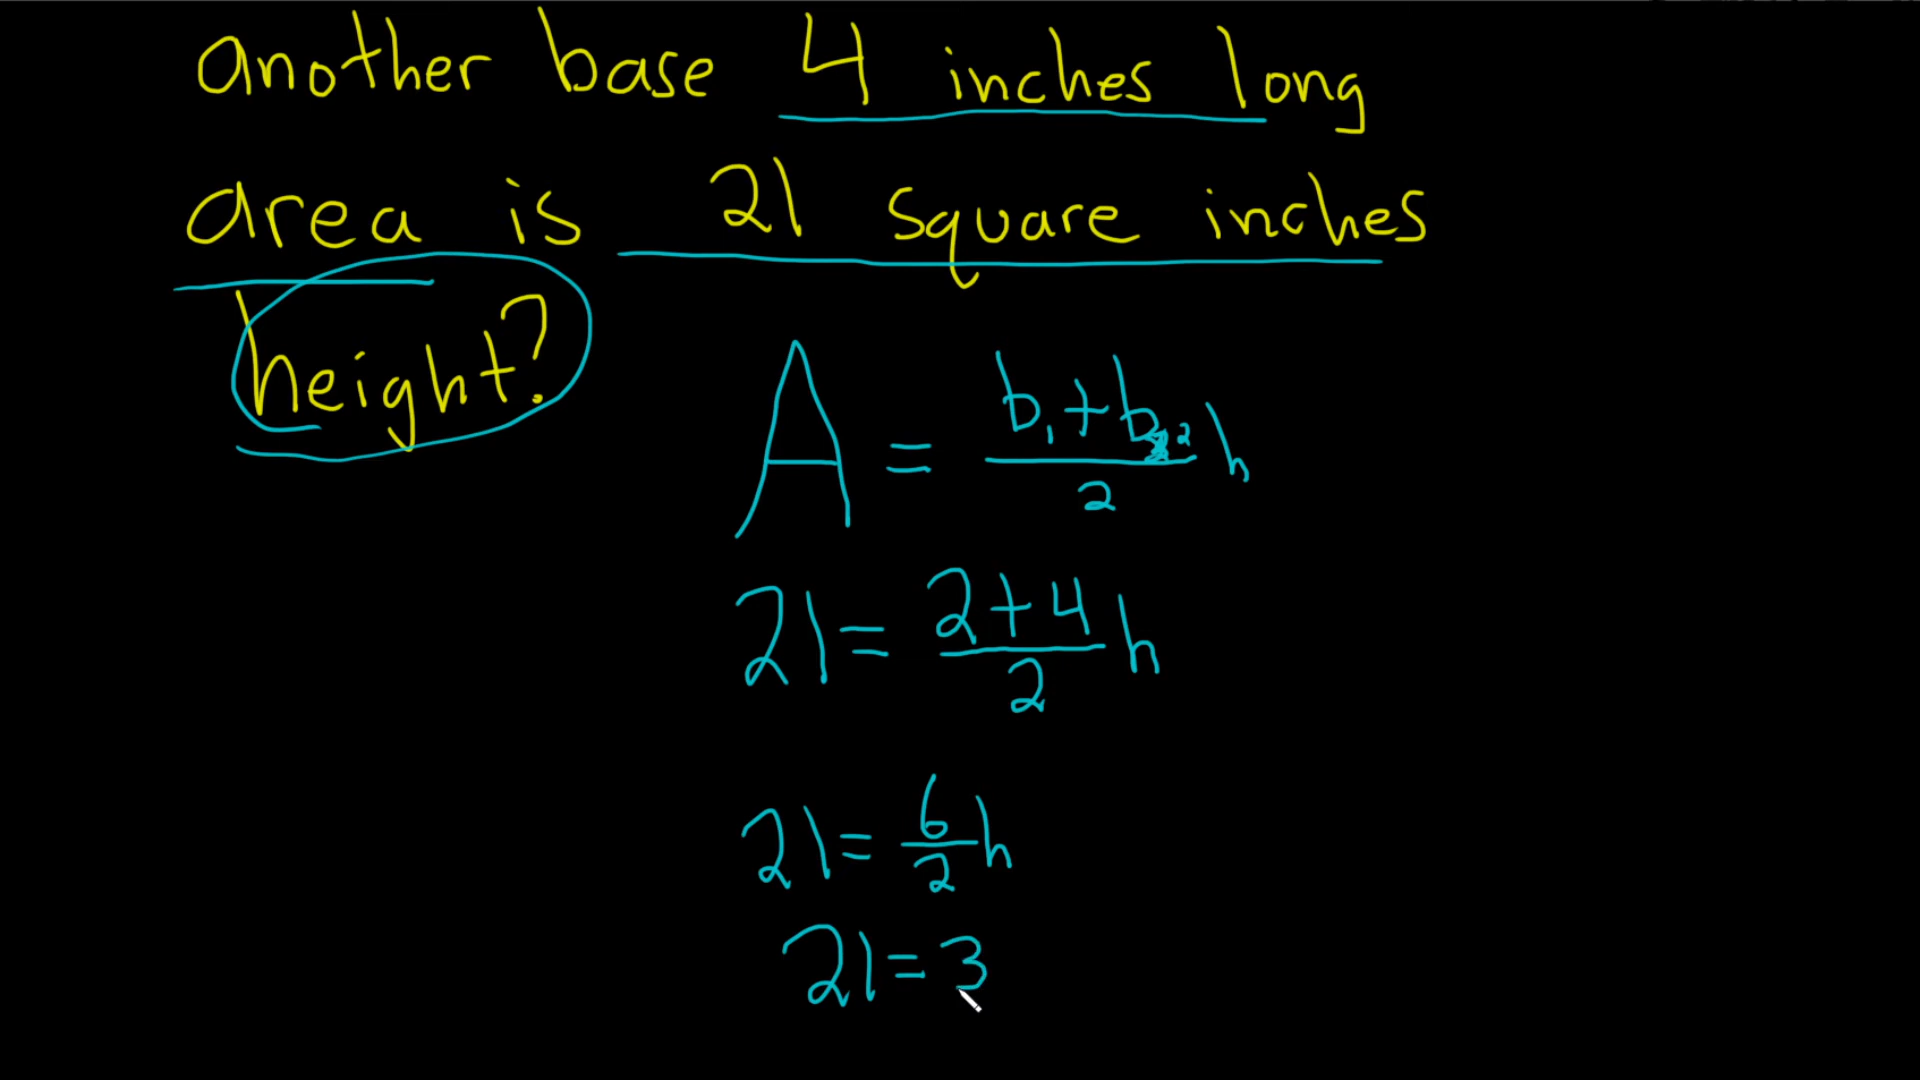 another base 4 inches long
area is 21 square inches
height?
A = b₁+b₂/2 h
21 = 2+4/2 h
21 = 6/2 h
21 = 3